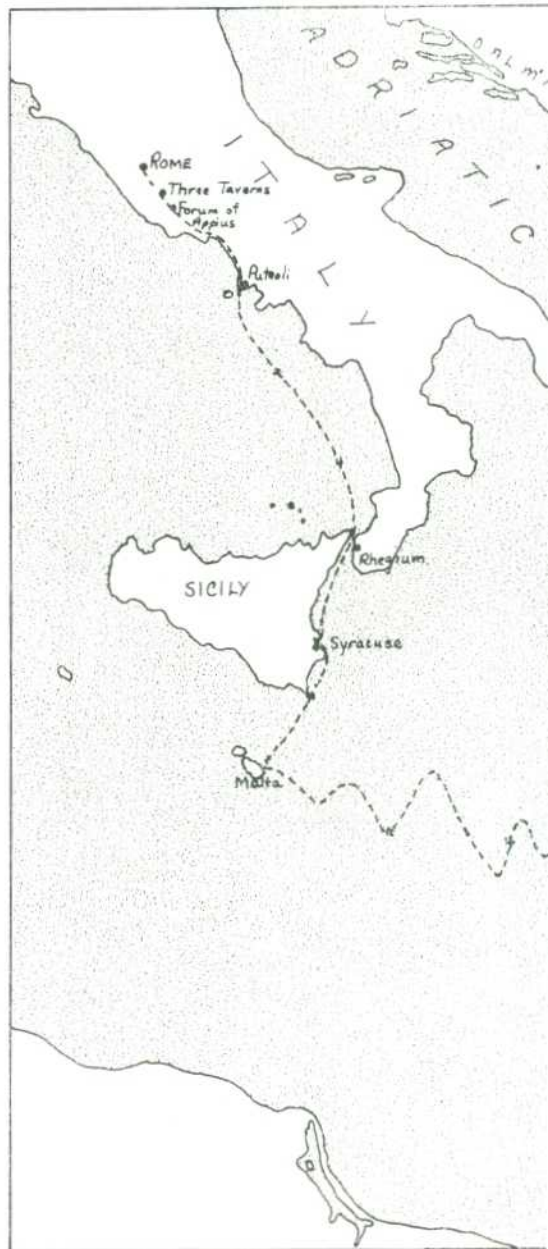 ADRIATIC
ITALY
ROME
Three Taverns
Forum of
Appius
Puteoli
Rhegium
SICILY
Syracuse
Malta